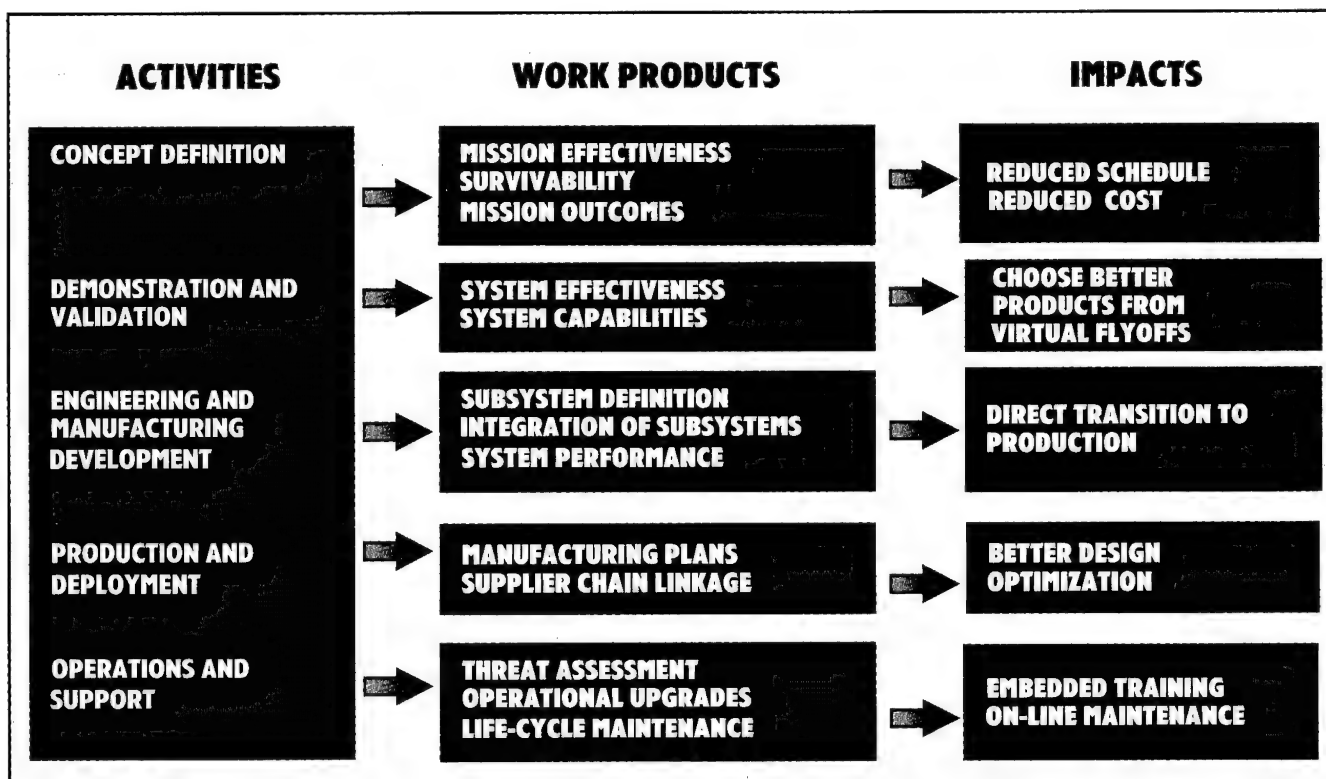 ACTIVITIES
WORK PRODUCTS
IMPACTS
CONCEPT DEFINITION
MISSION EFFECTIVENESS
SURVIVABILITY
MISSION OUTCOMES
REDUCED SCHEDULE
REDUCED COST
DEMONSTRATION AND
VALIDATION
SYSTEM EFFECTIVENESS
SYSTEM CAPABILITIES
CHOOSE BETTER
PRODUCTS FROM
VIRTUAL FLYOFFS
ENGINEERING AND
MANUFACTURING
DEVELOPMENT
SUBSYSTEM DEFINITION
INTEGRATION OF SUBSYSTEMS
SYSTEM PERFORMANCE
DIRECT TRANSITION TO
PRODUCTION
PRODUCTION AND
DEPLOYMENT
MANUFACTURING PLANS
SUPPLIER CHAIN LINKAGE
BETTER DESIGN
OPTIMIZATION
OPERATIONS AND
SUPPORT
THREAT ASSESSMENT
OPERATIONAL UPGRADES
LIFE-CYCLE MAINTENANCE
EMBEDDED TRAINING
ON-LINE MAINTENANCE